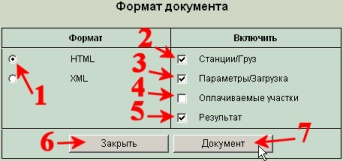 Формат документа
Формат Включить
2
HTML Станции/Груз
3
XML Параметры/Загрузка
1 4 Оплачиваемые участки
5 Результат
6 Закрыть Документ 7